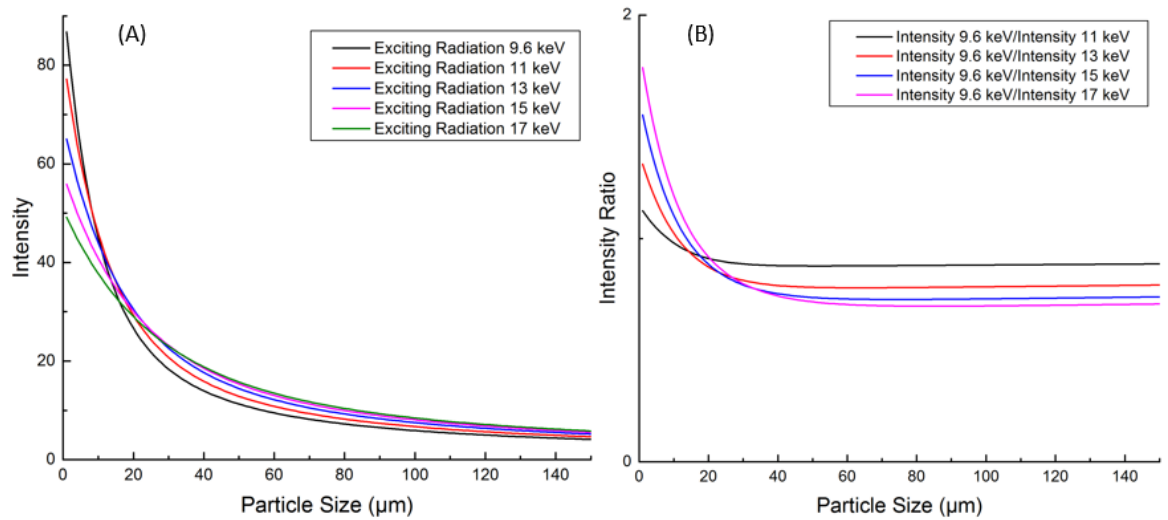 (A)
Exciting Radiation 9.6 keV
Exciting Radiation 11 keV
Exciting Radiation 13 keV
Exciting Radiation 15 keV
Exciting Radiation 17 keV
Intensity
80
60
40
20
0
0 20 40 60 80 100 120 140
Particle Size (µm)
(B)
Intensity 9.6 keV/Intensity 11 keV
Intensity 9.6 keV/Intensity 13 keV
Intensity 9.6 keV/Intensity 15 keV
Intensity 9.6 keV/Intensity 17 keV
Intensity Ratio
2
0
0 20 40 60 80 100 120 140
Particle Size (µm)